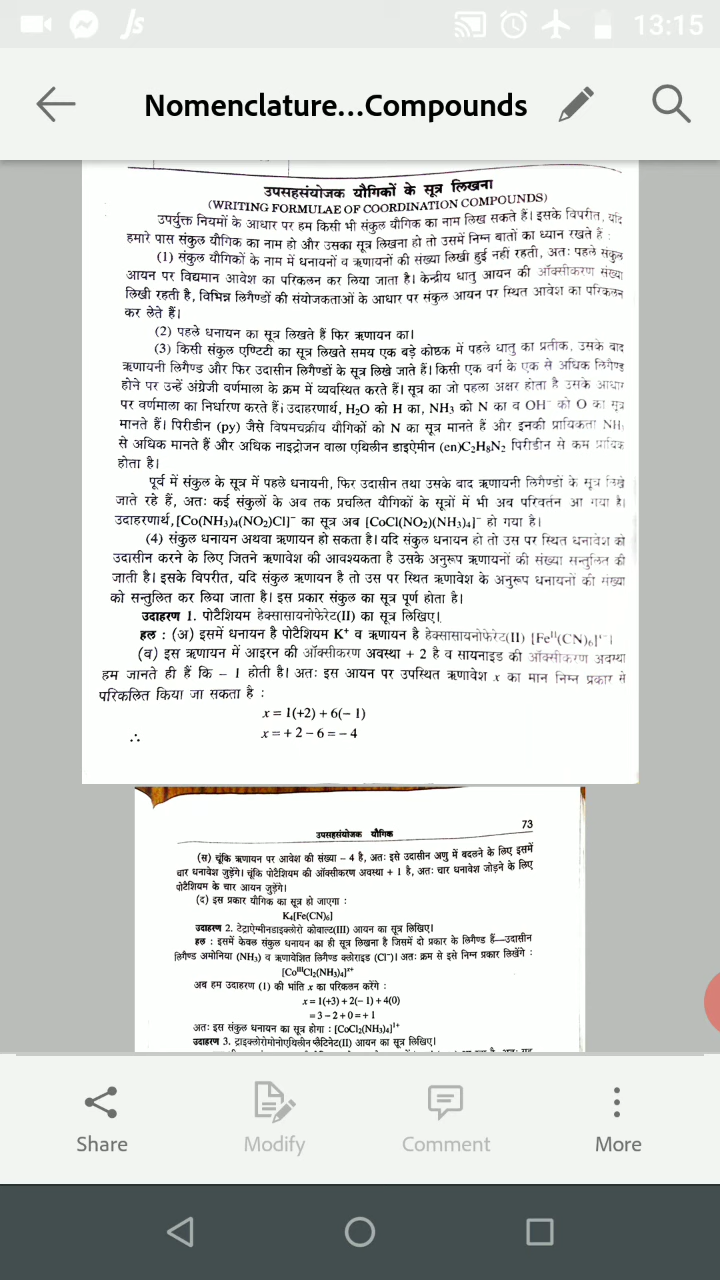 13:15
Nomenclature...Compounds
उपसहसंयोजक यौगिकों के सूत्र लिखना
(WRITING FORMULAE OF COORDINATION COMPOUNDS)
उपर्युक्त नियमों के आधार पर हम किसी भी संकुल यौगिक का नाम लिख सकते हैं। इसके विपरीत, यदि
हमारे पास संकुल यौगिक का नाम हो और उसका सूत्र लिखना हो तो उसमें निम्न बातों का ध्यान रखते हैं :
(1) संकुल यौगिकों के नाम में धनायनों व ऋणायनों की संख्या लिखी हुई नहीं रहती, अतः पहले संकुल
आयन पर विद्यमान आवेश का परिकलन कर लिया जाता है। केन्द्रीय धातु आयन की ऑक्सीकरण संख्या
लिखी रहती है, विभिन्न लिगैण्डों की संयोजकताओं के आधार पर संकुल आयन पर स्थित आवेश का परिकलन
कर लेते हैं।
(2) पहले धनायन का सूत्र लिखते हैं फिर ऋणायन का।
(3) किसी संकुल एण्टिटी का सूत्र लिखते समय एक बड़े कोष्ठक में पहले धातु का प्रतीक, उसके बाद
ऋणायनी लिगैण्ड और फिर उदासीन लिगैण्डों के सूत्र लिखे जाते हैं। किसी एक वर्ग के एक से अधिक लिगैण्ड
होने पर उन्हें अंग्रेजी वर्णमाला के क्रम में व्यवस्थित करते हैं। सूत्र का जो पहला अक्षर होता है उसके आधार
पर वर्णमाला का निर्धारण करते हैं। उदाहरणार्थ, H₂O को H का, NH₃ को N का व OH⁻ को O का सूत्र
मानते हैं। पिरीडीन (py) जैसे विषमचक्रीय यौगिकों को N का सूत्र मानते हैं और इनकी प्रायिकता NH₃
से अधिक मानते हैं और अधिक नाइट्रोजन वाला एथिलीन डाइऐमीन (en)C₂H₈N₂ पिरीडीन से कम प्रायिक
होता है।
पूर्व में संकुल के सूत्र में पहले धनायनी, फिर उदासीन तथा उसके बाद ऋणायनी लिगैण्डों के सूत्र लिखे
जाते रहे हैं, अतः कई संकुलों के अब तक प्रचलित यौगिकों के सूत्रों में भी अब परिवर्तन आ गया है।
उदाहरणार्थ, [Co(NH₃)₄(NO₂)Cl]⁻ का सूत्र अब [CoCl(NO₂)(NH₃)₄]⁻ हो गया है।
(4) संकुल धनायन अथवा ऋणायन हो सकता है। यदि संकुल धनायन हो तो उस पर स्थित धनावेश को
उदासीन करने के लिए जितने ऋणावेश की आवश्यकता है उसके अनुरूप ऋणायनों की संख्या सन्तुलित की
जाती है। इसके विपरीत, यदि संकुल ऋणायन है तो उस पर स्थित ऋणावेश के अनुरूप धनायनों की संख्या
को सन्तुलित कर लिया जाता है। इस प्रकार संकुल का सूत्र पूर्ण होता है।
उदाहरण 1. पोटैशियम हेक्सासायनोफेरेट(II) का सूत्र लिखिए।
हल : (अ) इसमें धनायन है पोटैशियम K⁺ व ऋणायन है हेक्सासायनोफेरेट(II) [Feᴵᴵ(CN)₆]ˣ⁻।
(व) इस ऋणायन में आइरन की ऑक्सीकरण अवस्था + 2 है व सायनाइड की ऑक्सीकरण अवस्था
हम जानते ही हैं कि – 1 होती है। अतः इस आयन पर उपस्थित ऋणावेश x का मान निम्न प्रकार से
परिकलित किया जा सकता है :
x = 1(+2) + 6(– 1)
∴ x = + 2 – 6 = – 4
73
उपसहसंयोजक यौगिक
(स) चूंकि ऋणायन पर आवेश की संख्या – 4 है, अतः इसे उदासीन अणु में बदलने के लिए इसमें
चार धनावेश जुड़ेंगे। चूंकि पोटैशियम की ऑक्सीकरण अवस्था + 1 है, अतः चार धनावेश जोड़ने के लिए
पोटैशियम के चार आयन जुड़ेंगे।
(द) इस प्रकार यौगिक का सूत्र हो जाएगा :
K₄[Fe(CN)₆]
उदाहरण 2. टेट्राऐम्मीनडाइक्लोरो कोबाल्ट(III) आयन का सूत्र लिखिए।
हल : इसमें केवल संकुल धनायन का ही सूत्र लिखना है जिसमें दो प्रकार के लिगैण्ड हैं—उदासीन
लिगैण्ड अमोनिया (NH₃) व ऋणावेशित लिगैण्ड क्लोराइड (Cl⁻)। अतः क्रम से इसे निम्न प्रकार लिखेंगे :
[CoᴵᴵᴵCl₂(NH₃)₄]ˣ⁺
अब हम उदाहरण (1) की भांति x का परिकलन करेंगे :
x = 1(+3) + 2(– 1) + 4(0)
= 3 – 2 + 0 = + 1
अतः इस संकुल धनायन का सूत्र होगा : [CoCl₂(NH₃)₄]¹⁺
उदाहरण 3. ट्राइक्लोरोमोनोएथिलीन प्लैटिनेट(II) आयन का सूत्र लिखिए।
Share
Modify
Comment
More